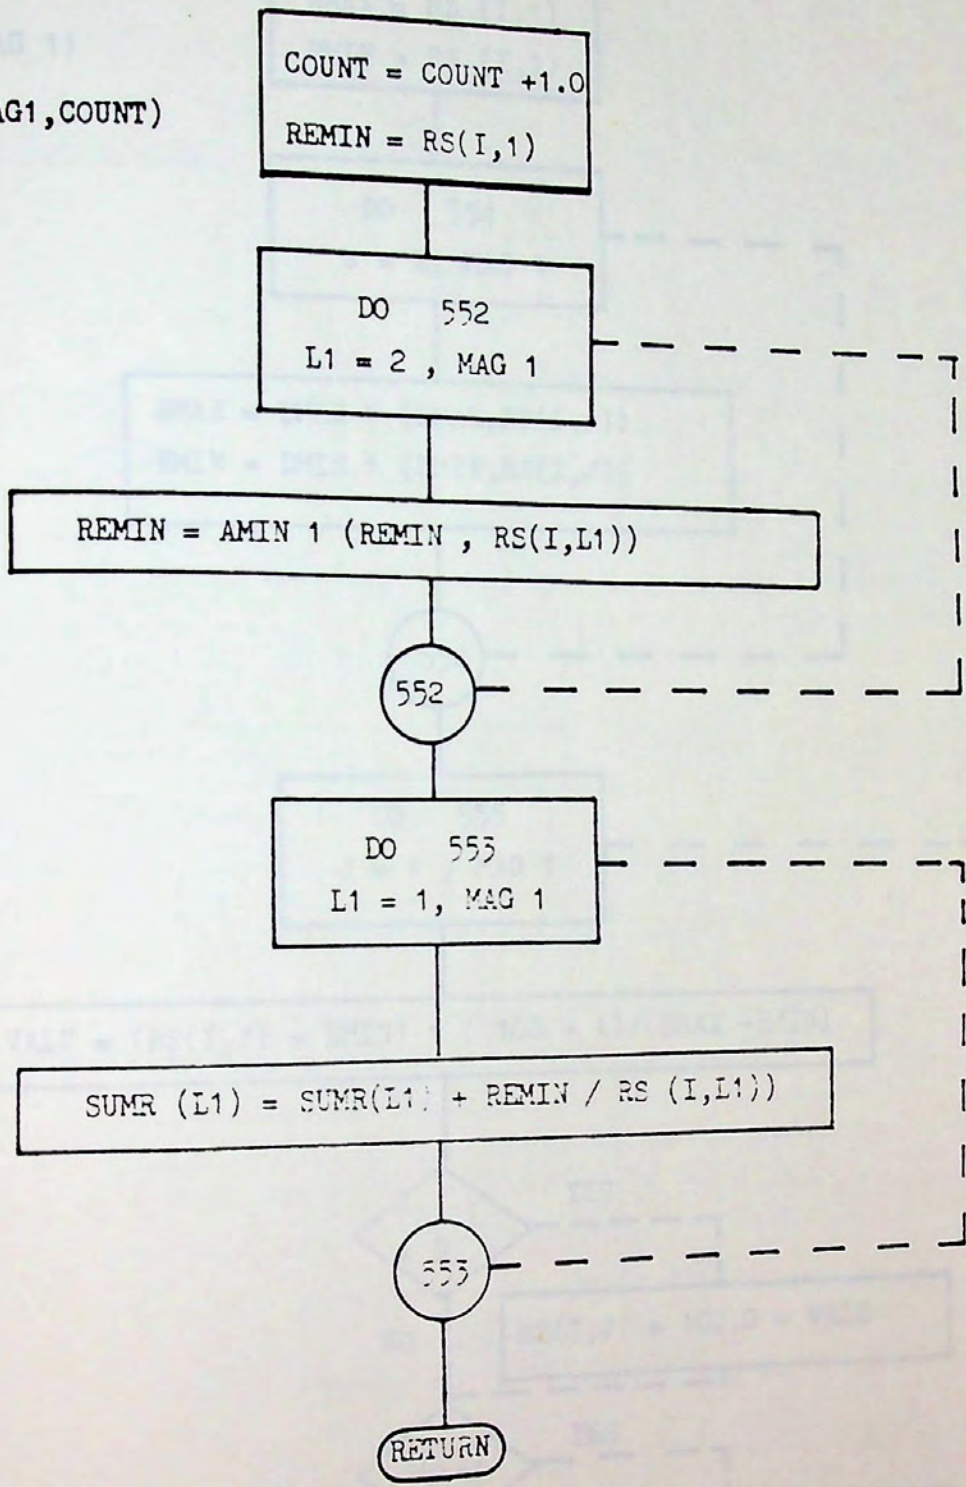 COUNT = COUNT +1.0
AG1,COUNT)
REMIN = RS(I,1)
DO 552
L1 = 2 , MAG 1
REMIN = AMIN 1 (REMIN , RS(I,L1))
552
DO 553
L1 = 1, MAG 1
SUMR (L1) = SUMR(L1) + REMIN / RS (I,L1))
553
RETURN